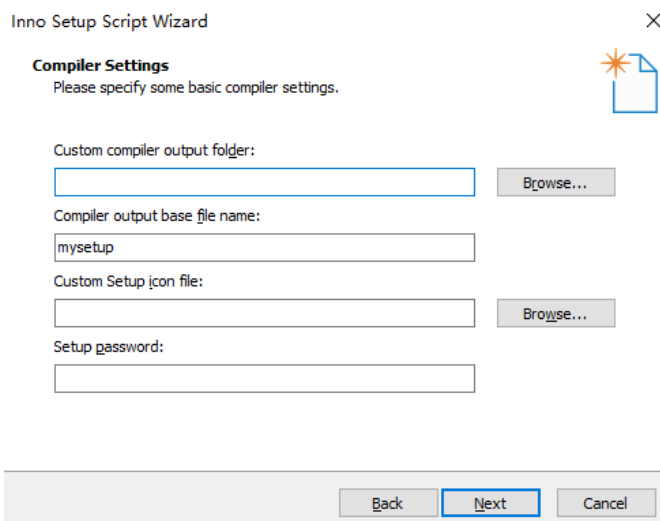 Inno Setup Script Wizard
Compiler Settings
Please specify some basic compiler settings.
Custom compiler output folder:
Browse...
Compiler output base file name:
mysetup
Custom Setup icon file:
Browse...
Setup password:
Back Next Cancel